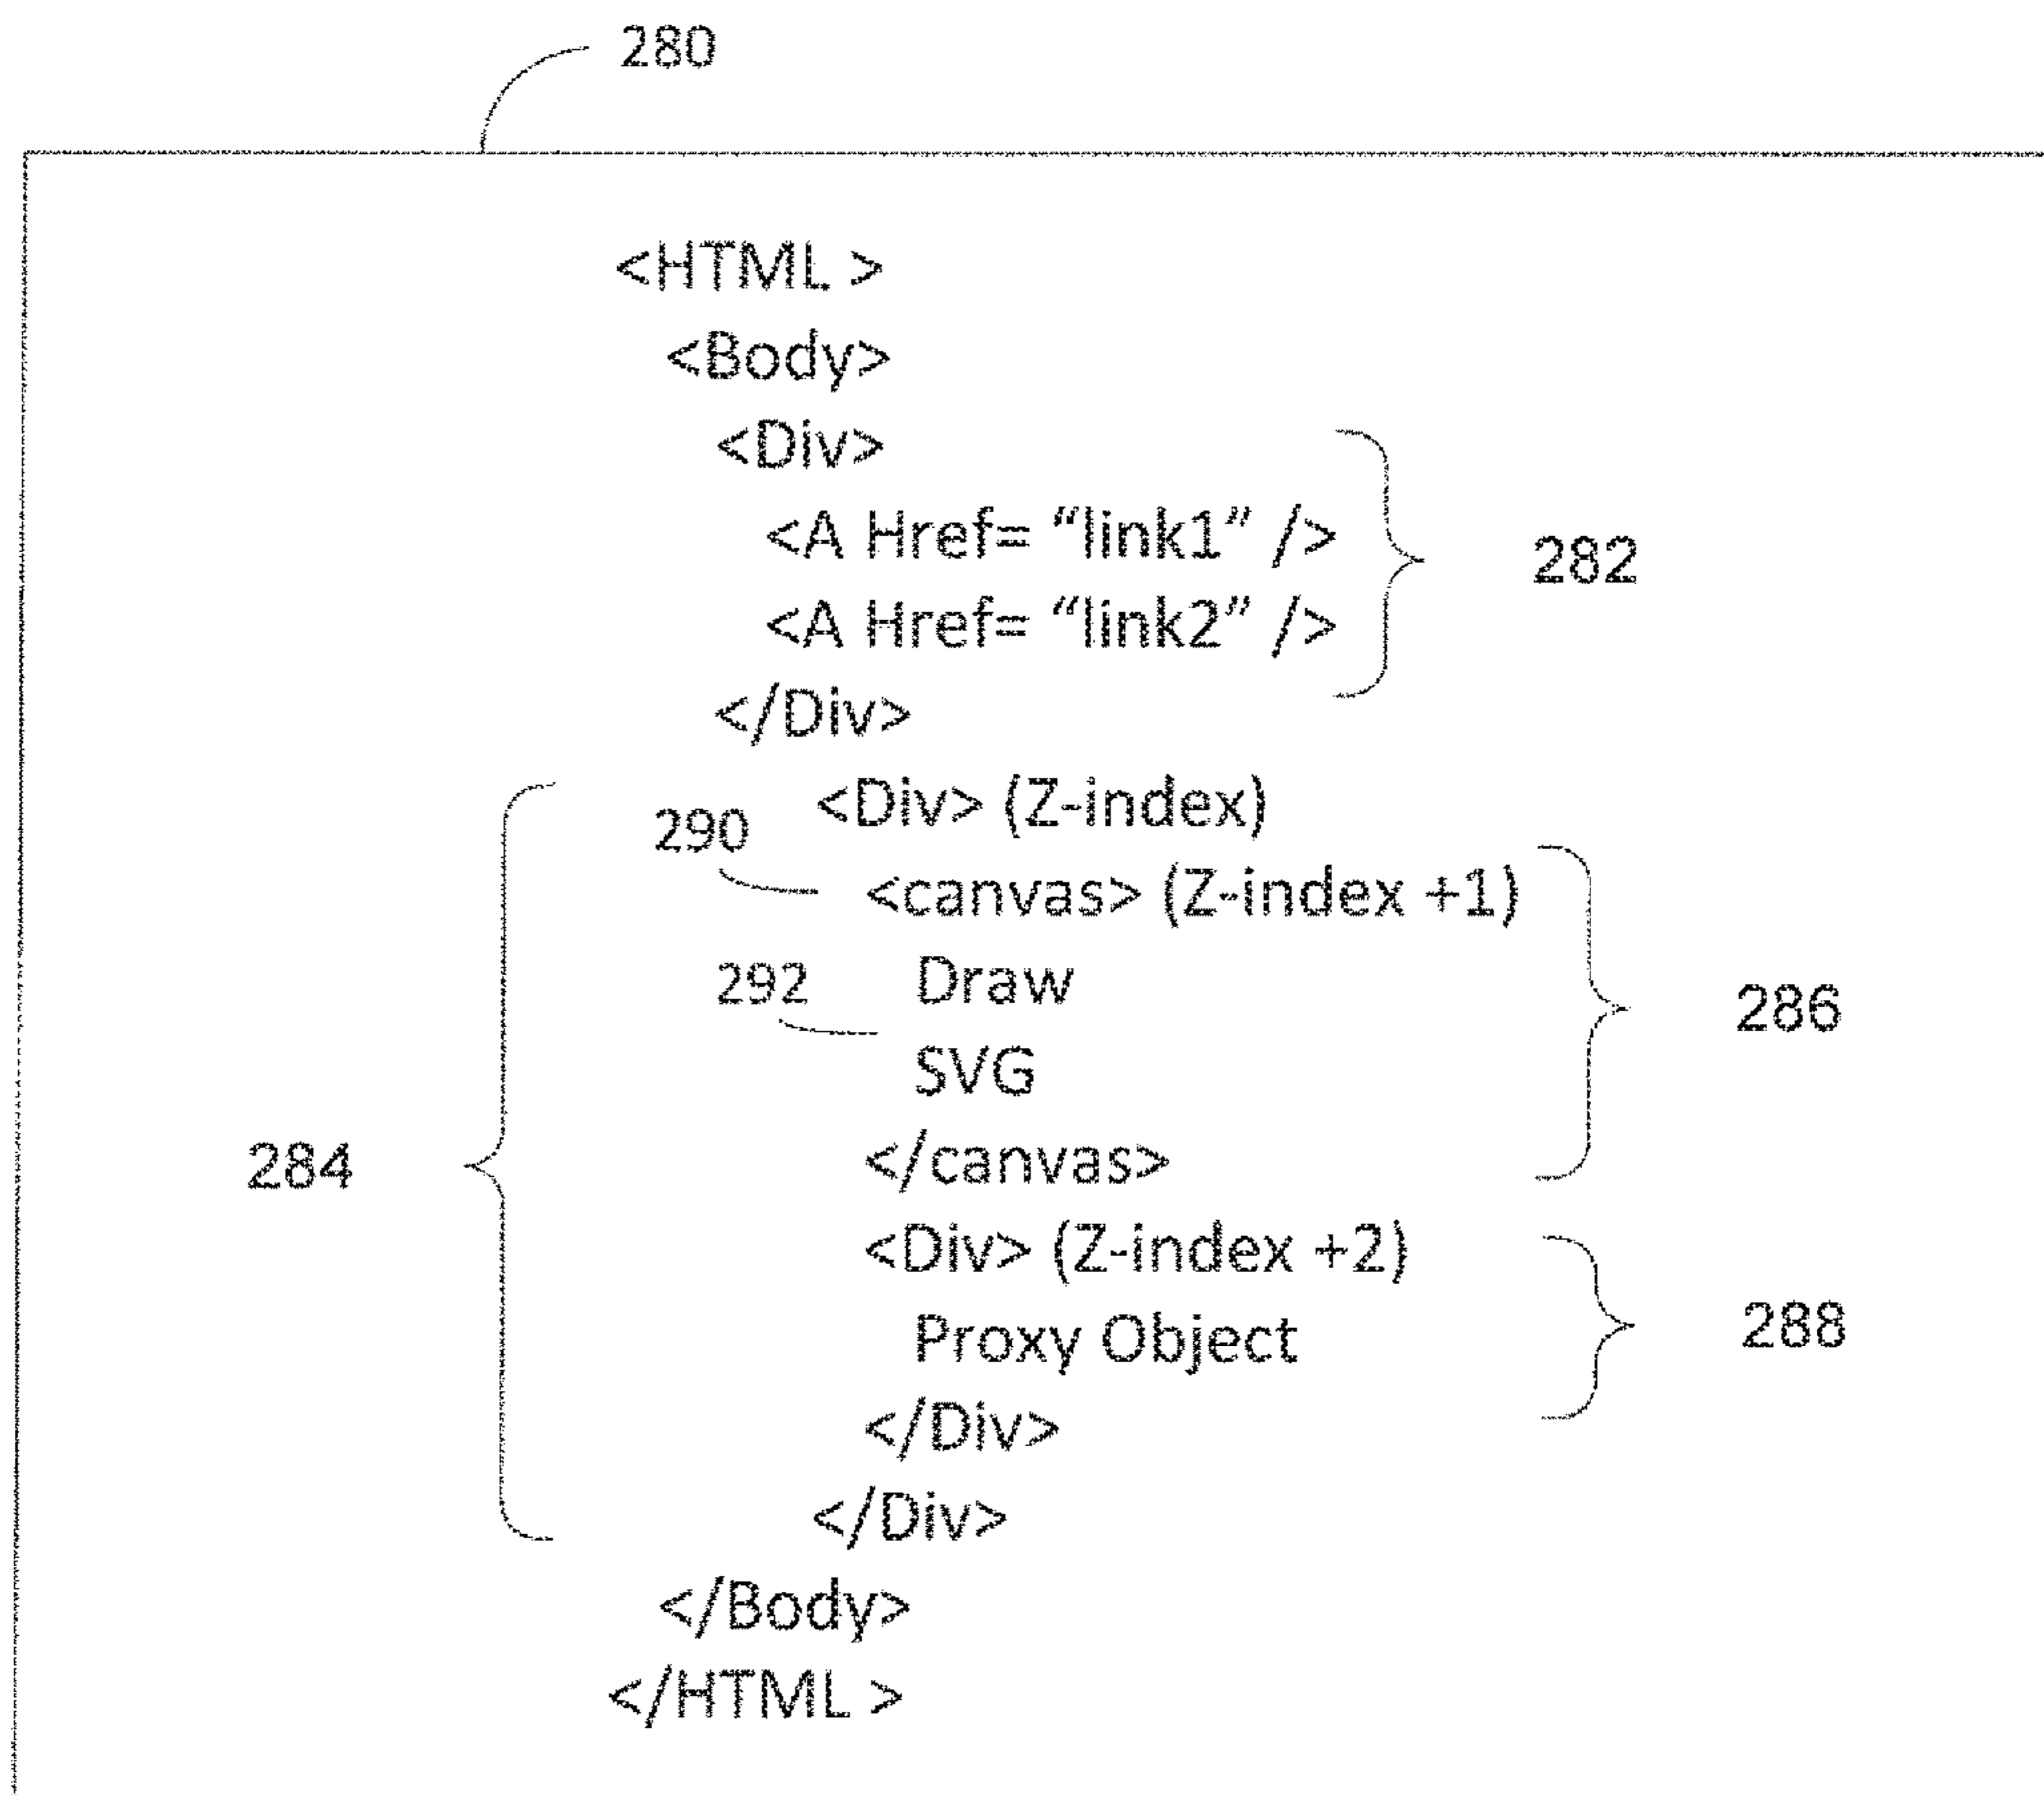 280
<HTML >
<Body>
<Div>
<A Href= “link1” />
282
<A Href= “link2” />
</Div>
<Div> (Z-index)
290
<canvas> (Z-index +1)
292
Draw
286
SVG
284
</canvas>
<Div> (Z-index +2)
Proxy Object
288
</Div>
</Div>
</Body>
</HTML >